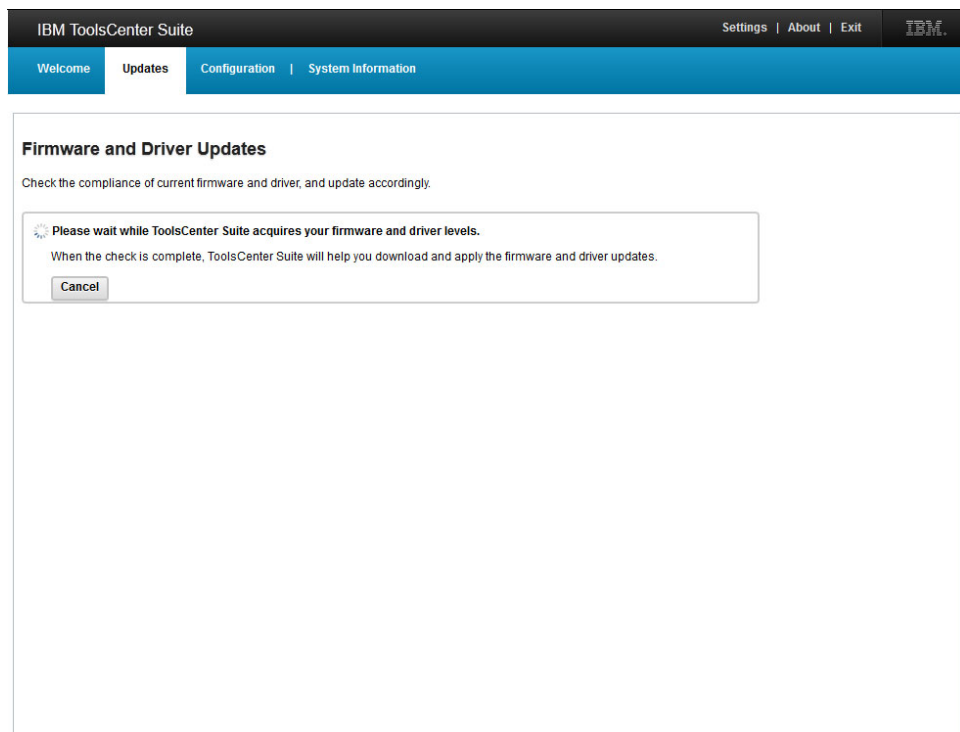 IBM ToolsCenter Suite
Settings | About | Exit
IBM.
Welcome Updates Configuration | System Information
Firmware and Driver Updates
Check the compliance of current firmware and driver, and update accordingly.
Please wait while ToolsCenter Suite acquires your firmware and driver levels.
When the check is complete, ToolsCenter Suite will help you download and apply the firmware and driver updates.
Cancel